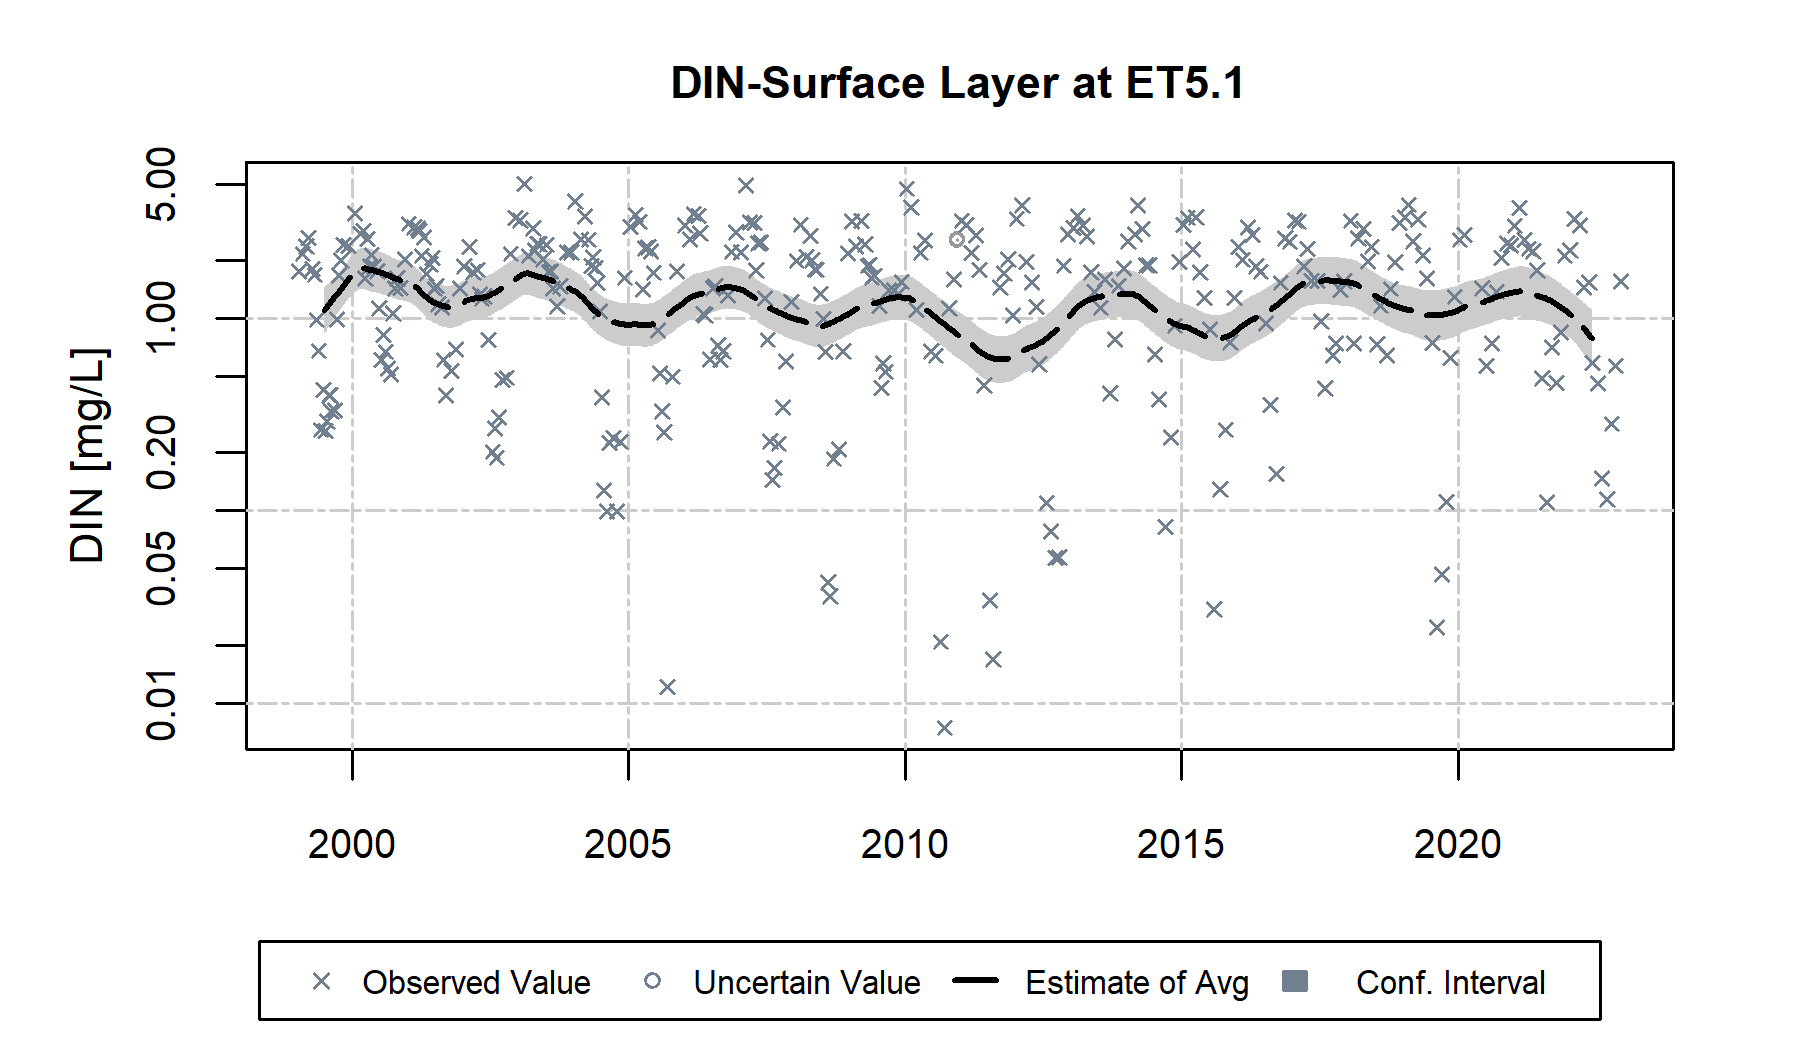 DIN-Surface Layer at ET5.1
DIN [mg/L]
5.00
1.00
0.20
0.05
0.01
2000 2005 2010 2015 2020
Observed Value Uncertain Value Estimate of Avg Conf. Interval